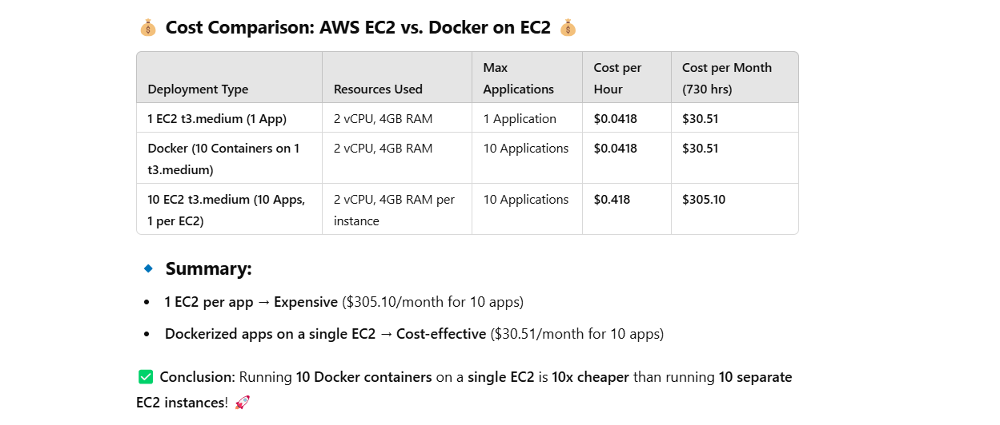 💰 Cost Comparison: AWS EC2 vs. Docker on EC2 💰
Deployment Type | Resources Used | Max Applications | Cost per Hour | Cost per Month (730 hrs)
1 EC2 t3.medium (1 App) | 2 vCPU, 4GB RAM | 1 Application | $0.0418 | $30.51
Docker (10 Containers on 1 t3.medium) | 2 vCPU, 4GB RAM | 10 Applications | $0.0418 | $30.51
10 EC2 t3.medium (10 Apps, 1 per EC2) | 2 vCPU, 4GB RAM per instance | 10 Applications | $0.418 | $305.10
🔹 Summary:
• 1 EC2 per app → Expensive ($305.10/month for 10 apps)
• Dockerized apps on a single EC2 → Cost-effective ($30.51/month for 10 apps)
✅ Conclusion: Running 10 Docker containers on a single EC2 is 10x cheaper than running 10 separate
EC2 instances! 🚀